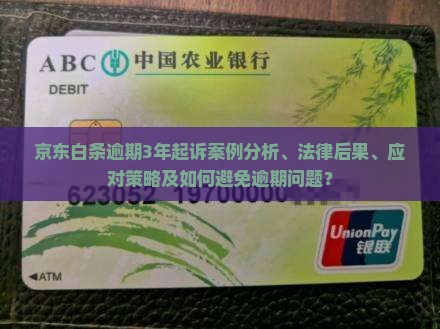 ABC 中国农业银行
DEBIT
京东白条逾期3年起诉案例分析、法律后果、应
对策略及如何避免逾期问题？
623052 19700000
UnionPay
银联
◄ATM